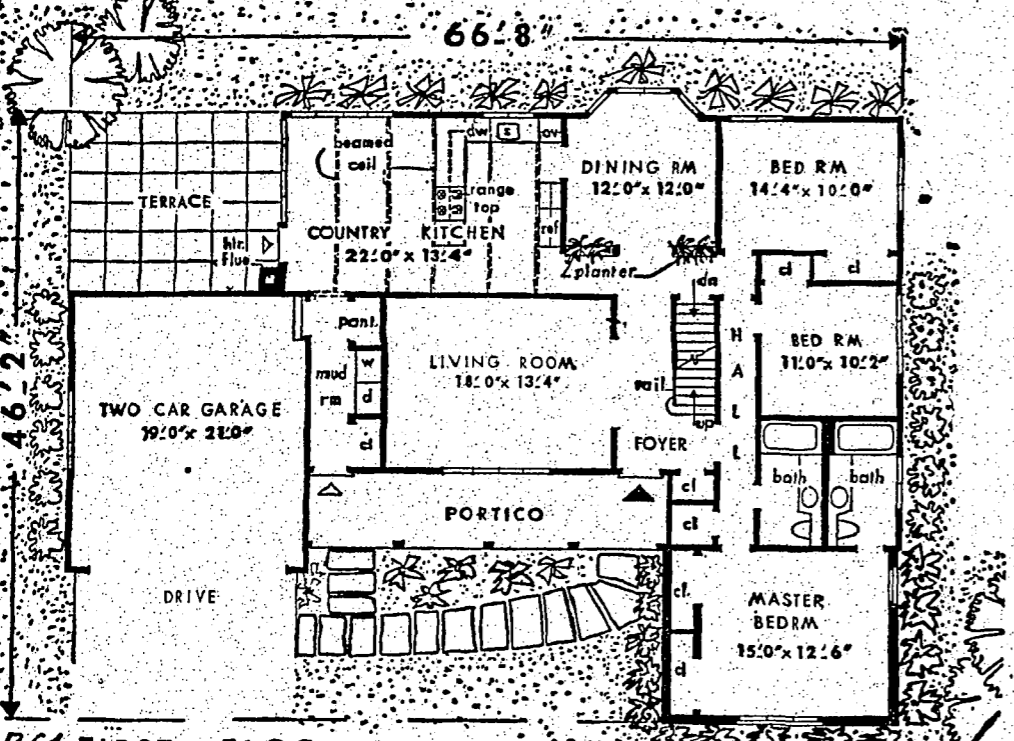 66'-8"
beamed
ceil
dw
s
ov
range
top
DINING RM
12'-0" x 12'-0"
BED RM
14'-4" x 10'-0"
TERRACE
COUNTRY KITCHEN
22'-0" x 13'-4"
ref
htr.
flue
planter
dn
cl
cl
46'-2"
pant.
w
d
mud
rm
cl
LIVING ROOM
18'-0" x 13'-4"
rail
up
HALL
BED RM
11'-0" x 10'-2"
TWO CAR GARAGE
19'-0" x 21'-0"
FOYER
bath
bath
cl
cl
PORTICO
DRIVE
cl.
cl
MASTER
BEDRM
15'-0" x 12'-6"